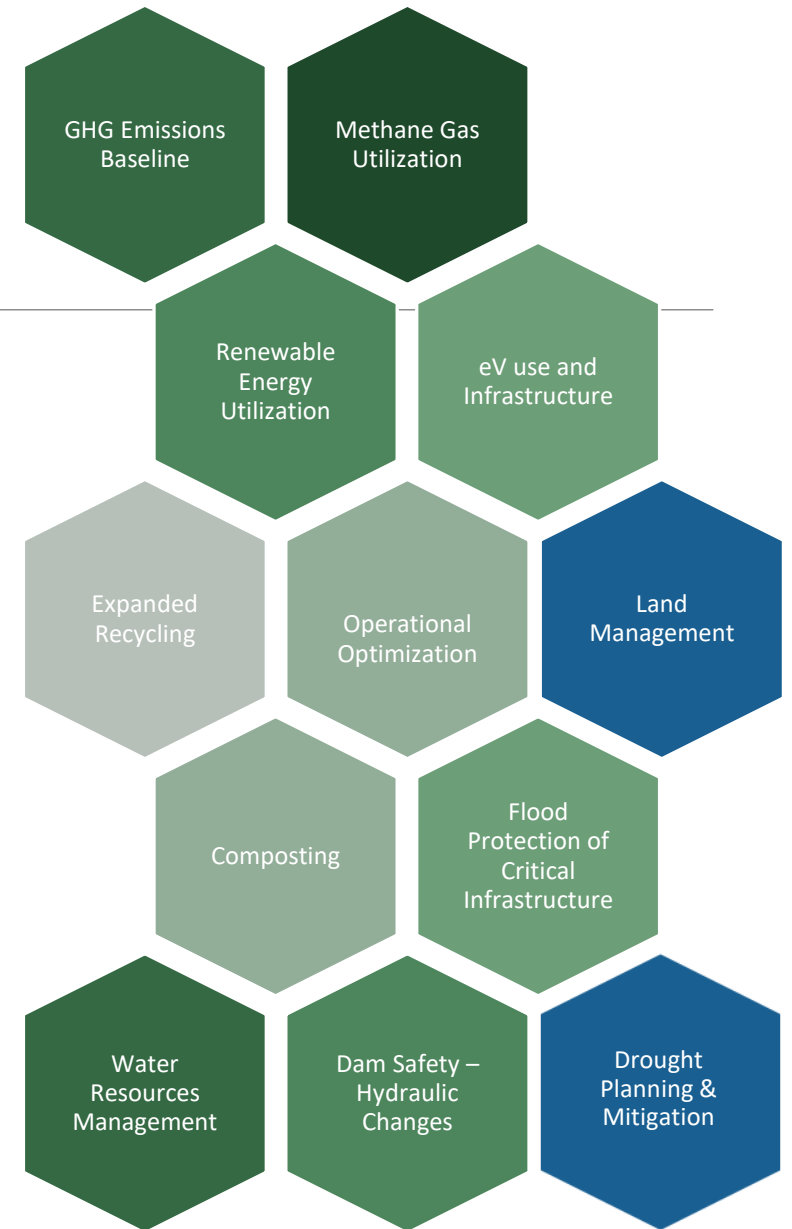 GHG Emissions
Baseline
Methane Gas
Utilization
Renewable
Energy
Utilization
eV use and
Infrastructure
Expanded
Recycling
Operational
Optimization
Land
Management
Composting
Flood
Protection of
Critical
Infrastructure
Water
Resources
Management
Dam Safety –
Hydraulic
Changes
Drought
Planning &
Mitigation